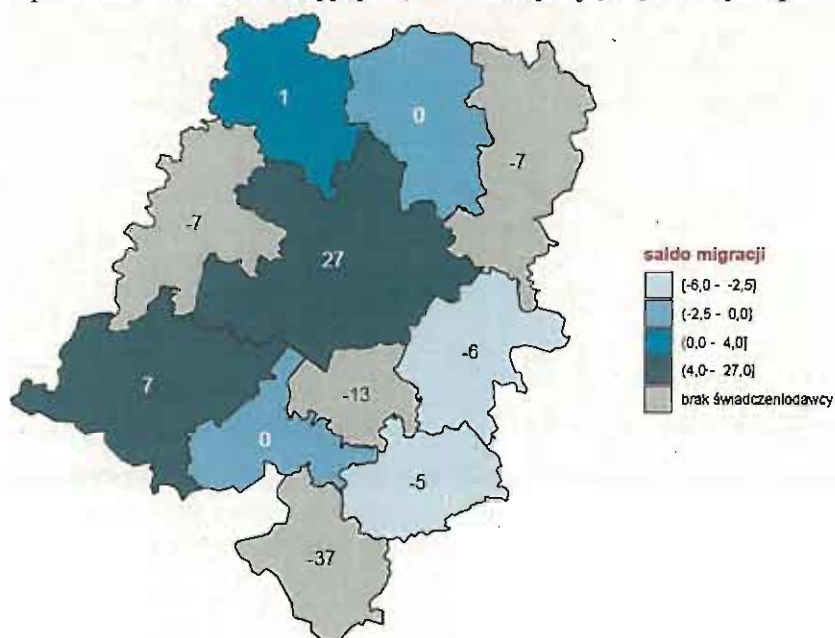 1
0
-7
-7
27
-6
7
-13
0
-5
-37
saldo migracji
[-6,0 - -2,5]
(-2,5 - 0,0]
(0,0 - 4,0]
(4,0 - 27,0]
brak świadczeniodawcy